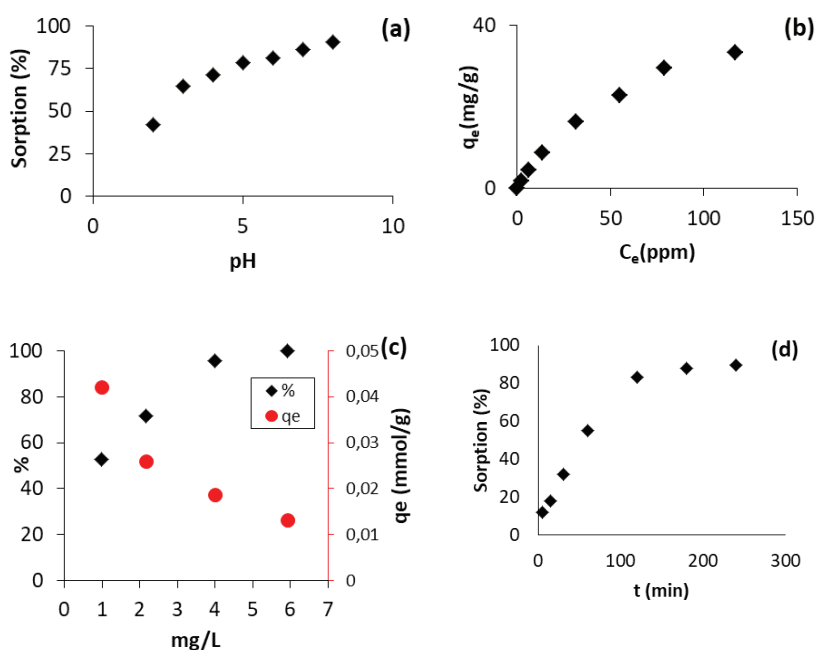 (a)
Sorption (%)
100
75
50
25
0
0 5 10
pH
(b)
qₑ(mg/g)
40
0
0 50 100 150
Cₑ(ppm)
(c)
%
100
80
60
40
20
0
0 1 2 3 4 5 6 7
mg/L
%
qe
0,05
0,04
0,03
0,02
0,01
0
qe (mmol/g)
(d)
Sorption (%)
100
80
60
40
20
0
0 100 200 300
t (min)